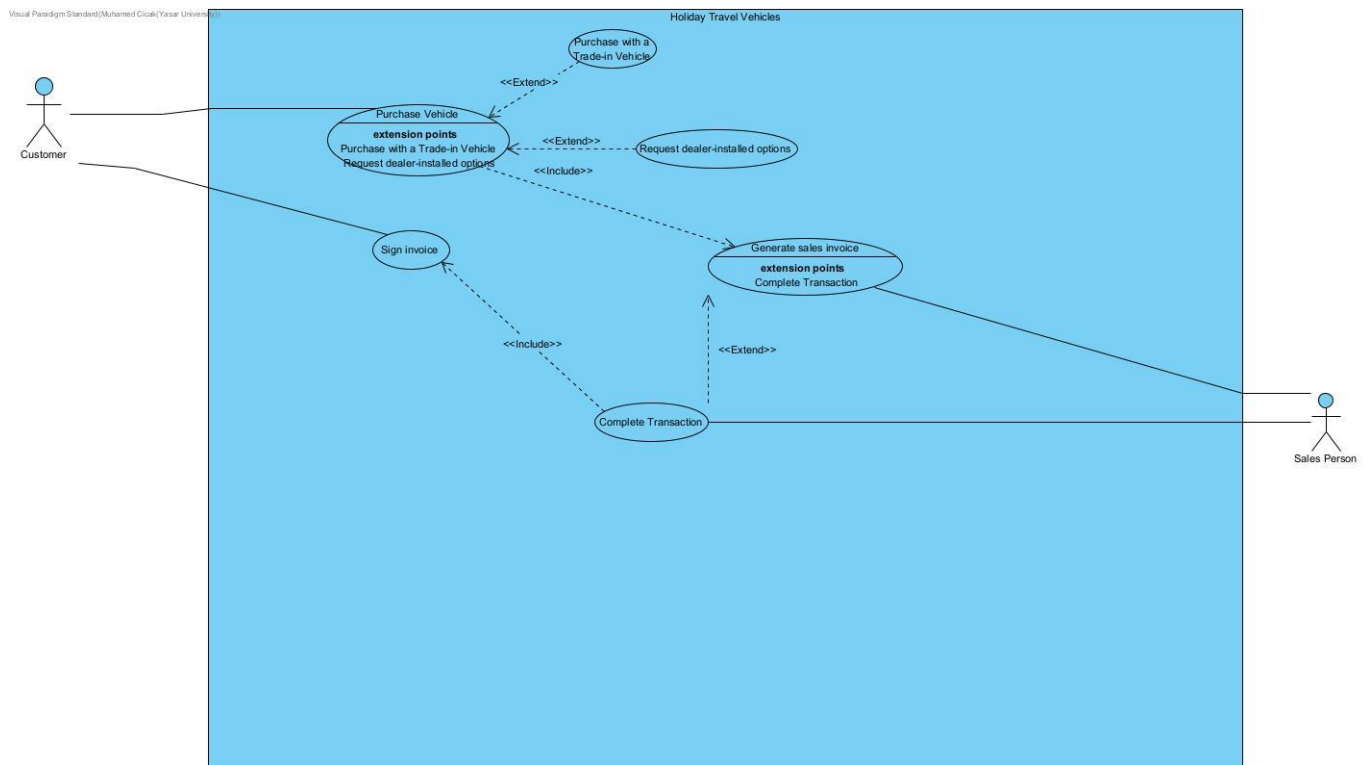 Visual Paradigm Standard(Muhamed Cicak(Yasar University))
Holiday Travel Vehicles
Purchase with a
Trade-in Vehicle
<<Extend>>
Customer
Purchase Vehicle
extension points
Purchase with a Trade-in Vehicle
Request dealer-installed options
<<Extend>>
Request dealer-installed options
<<Include>>
Sign invoice
Generate sales invoice
extension points
Complete Transaction
<<Include>>
<<Extend>>
Complete Transaction
Sales Person